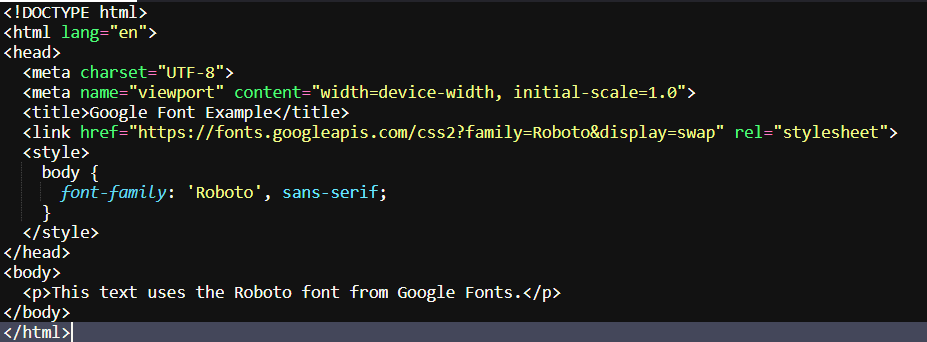 <!DOCTYPE html>
<html lang="en">
<head>
  <meta charset="UTF-8">
  <meta name="viewport" content="width=device-width, initial-scale=1.0">
  <title>Google Font Example</title>
  <link href="https://fonts.googleapis.com/css2?family=Roboto&display=swap" rel="stylesheet">
  <style>
    body {
      font-family: 'Roboto', sans-serif;
    }
  </style>
</head>
<body>
  <p>This text uses the Roboto font from Google Fonts.</p>
</body>
</html>